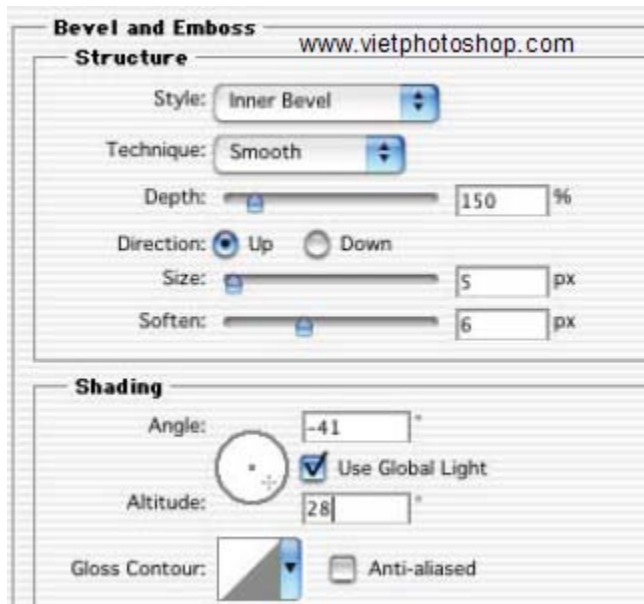 Bevel and Emboss
www.vietphotoshop.com
Structure
Style: Inner Bevel
Technique: Smooth
Depth: 150 %
Direction: Up Down
Size: 5 px
Soften: 6 px
Shading
Angle: -41 °
Use Global Light
Altitude: 28 °
Gloss Contour: Anti-aliased